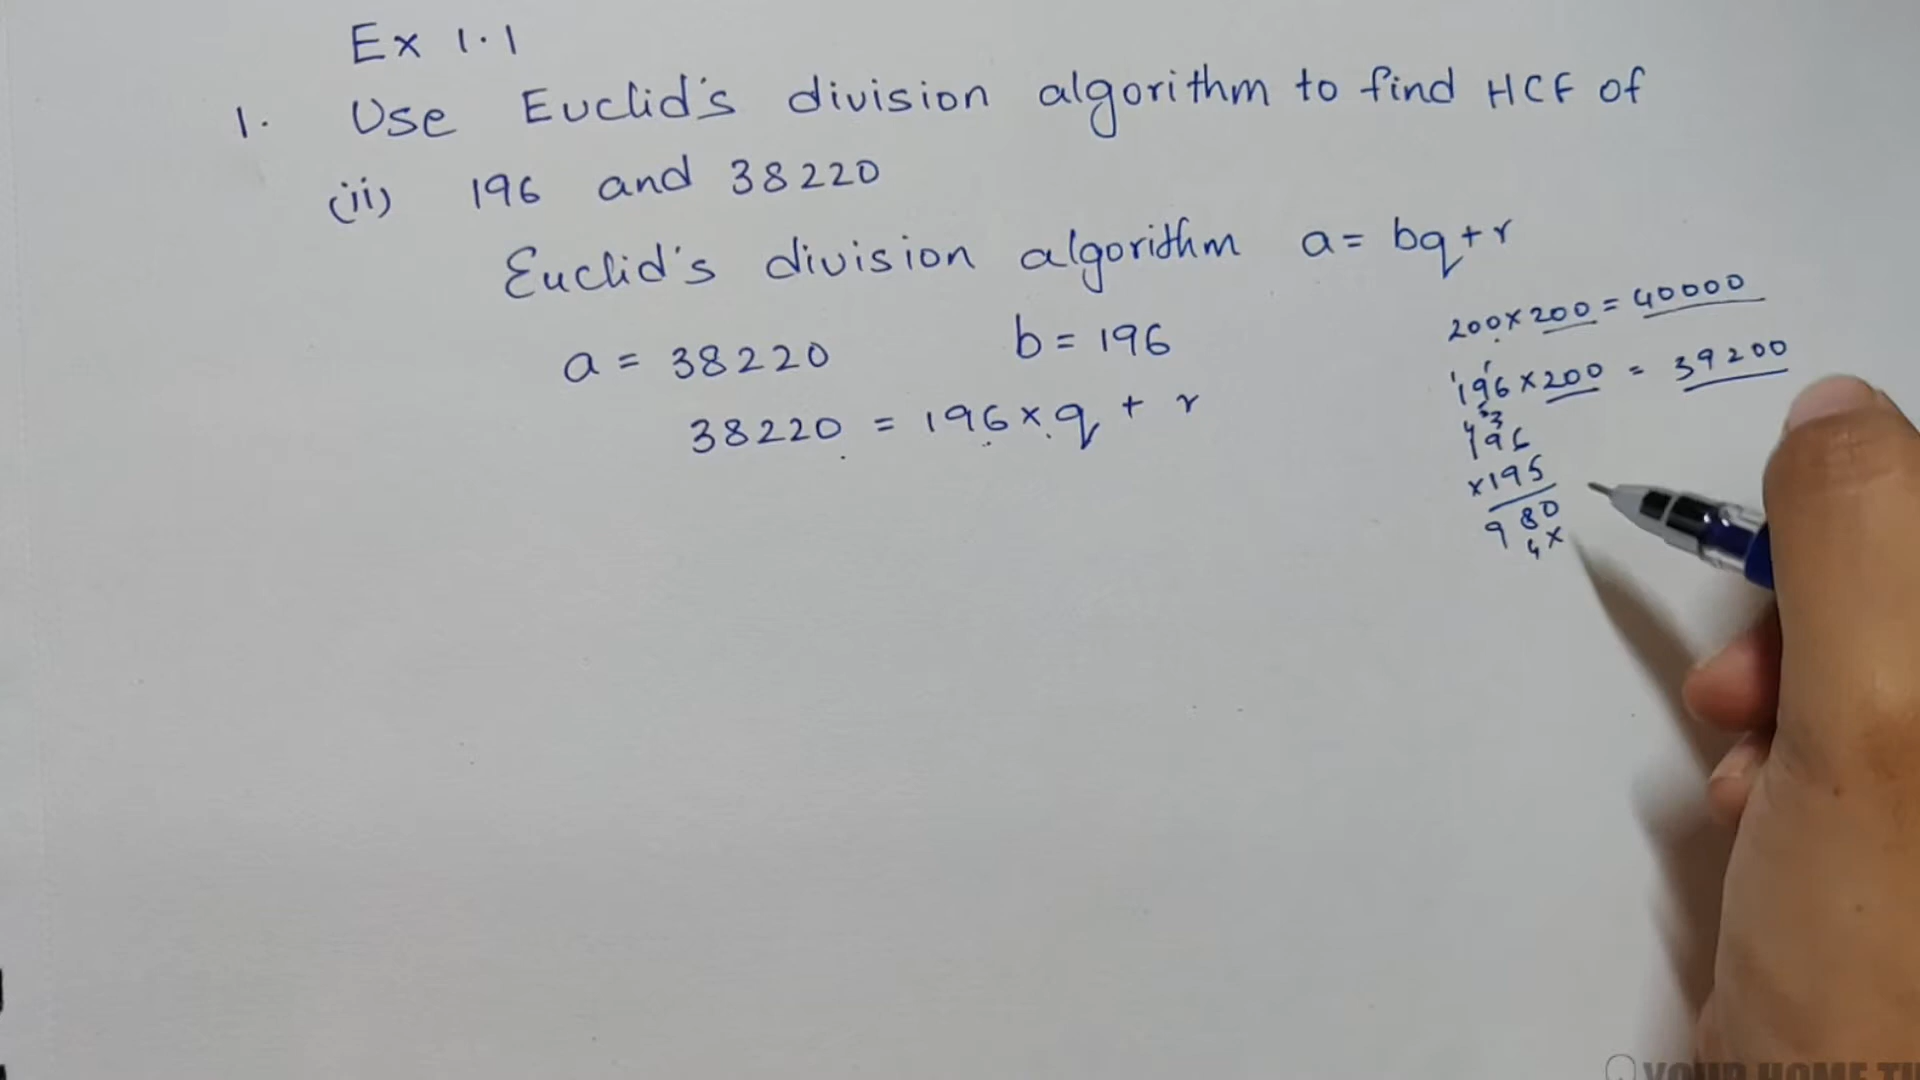 Ex 1.1
1. Use Euclid's division algorithm to find HCF of
(ii) 196 and 38220
Euclid's division algorithm a = bq + r
a = 38220 b = 196
38220 = 196 × q + r
200 × 200 = 40000
196 × 200 = 39200
196
× 195
980
4 ×